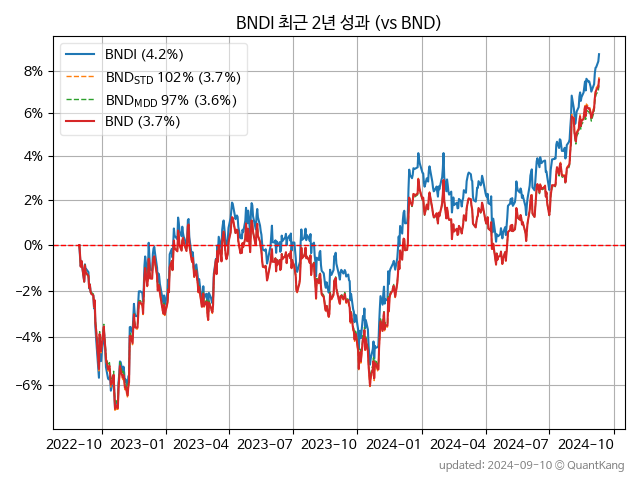 BNDI 최근 2년 성과 (vs BND)
BNDI (4.2%)
BND_STD 102% (3.7%)
BND_MDD 97% (3.6%)
BND (3.7%)
8%
6%
4%
2%
0%
−2%
−4%
−6%
2022-10 2023-01 2023-04 2023-07 2023-10 2024-01 2024-04 2024-07 2024-10
updated: 2024-09-10 © QuantKang